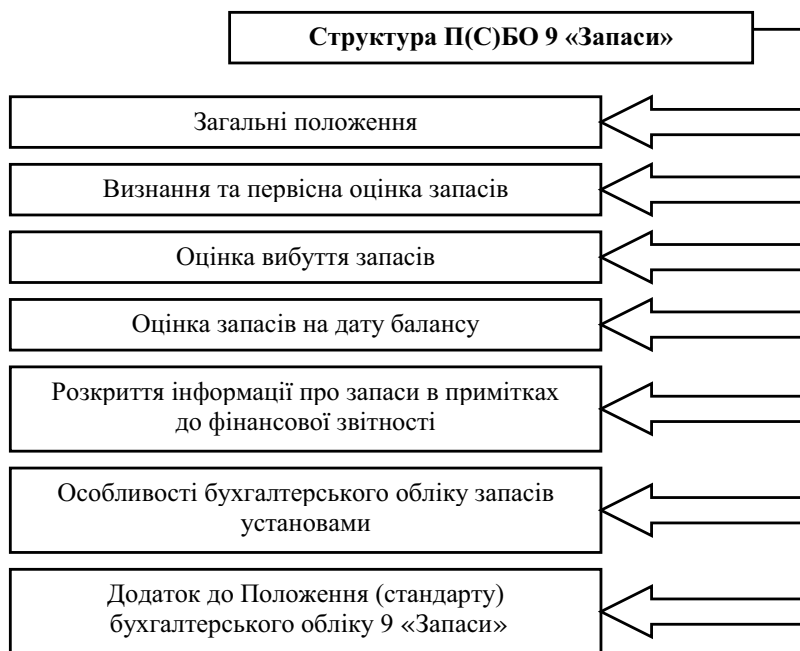 Структура П(С)БО 9 «Запаси»
Загальні положення
Визнання та первісна оцінка запасів
Оцінка вибуття запасів
Оцінка запасів на дату балансу
Розкриття інформації про запаси в примітках
до фінансової звітності
Особливості бухгалтерського обліку запасів
установами
Додаток до Положення (стандарту)
бухгалтерського обліку 9 «Запаси»